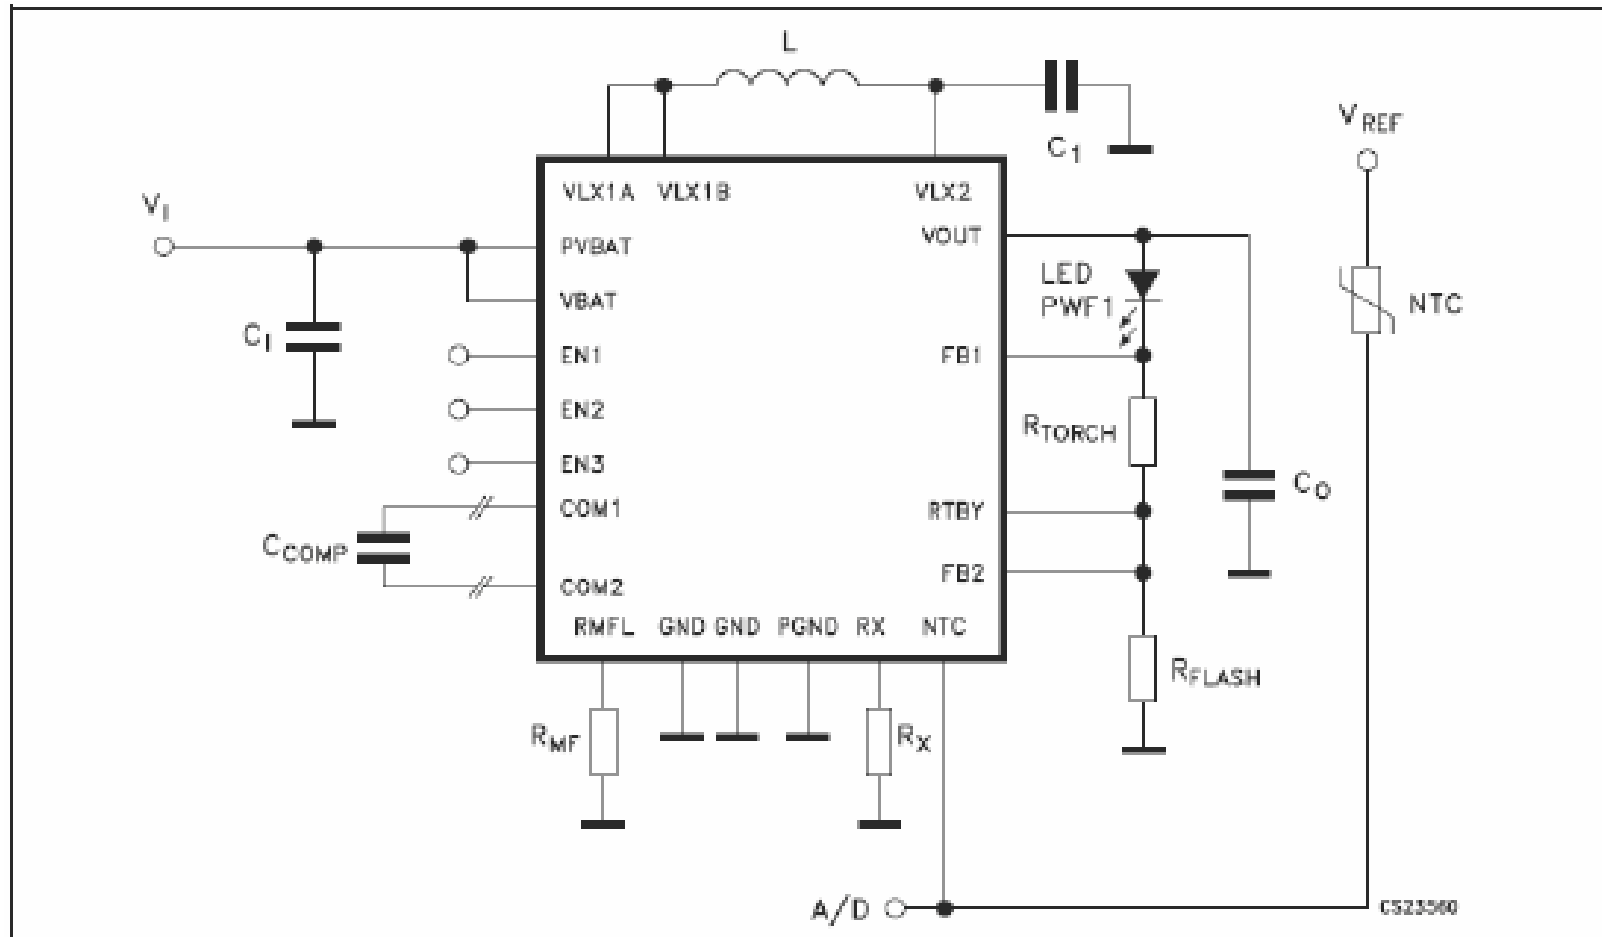 L
C1
VREF
VI
VLX1A VLX1B VLX2
PVBAT
VOUT
LED
PWF1
NTC
VBAT
CI
EN1
FB1
EN2
RTORCH
EN3
CO
COM1
RTBY
CCOMP
COM2
FB2
RMFL GND GND PGND RX NTC
RFLASH
RMF
RX
A/D
CS23560